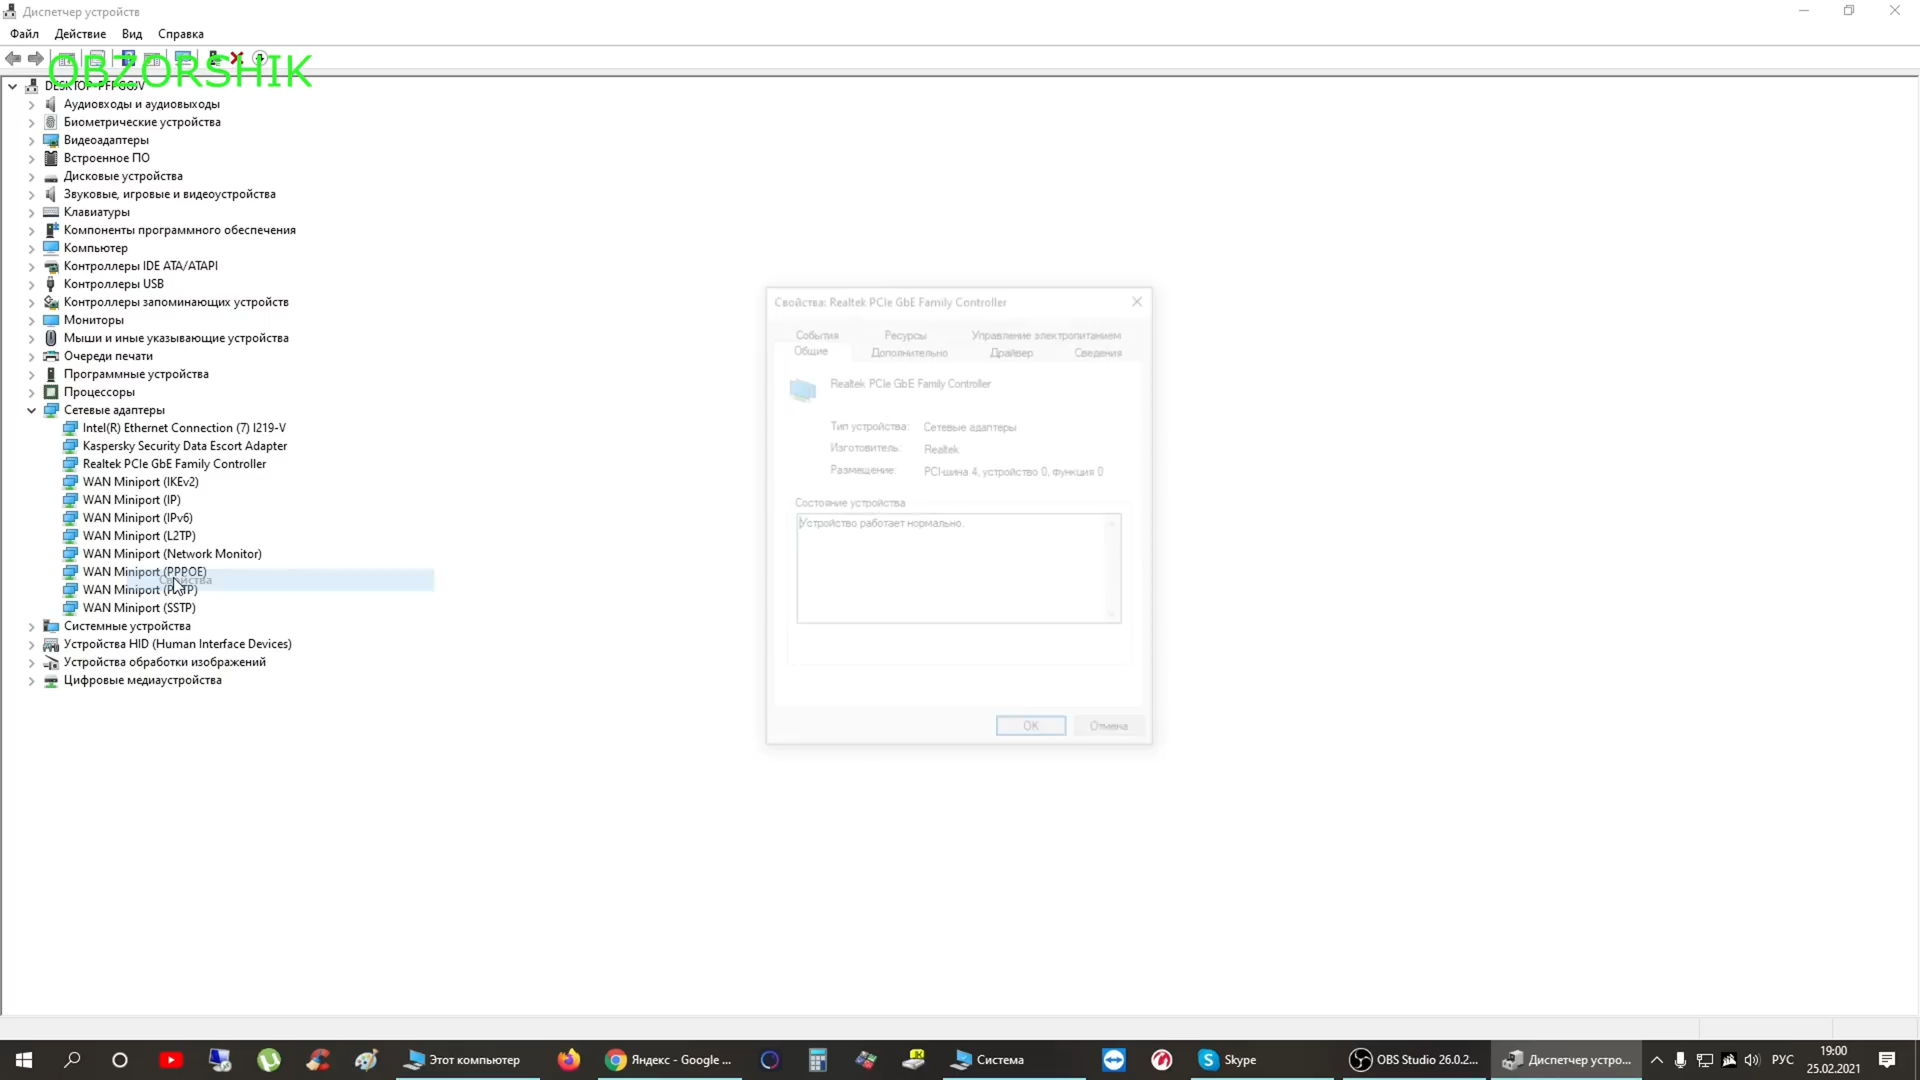 Диспетчер устройств
Файл Действие Вид Справка
OBZORSHIK
Аудиовходы и аудиовыходы
Биометрические устройства
Видеоадаптеры
Встроенное ПО
Дисковые устройства
Звуковые, игровые и видеоустройства
Клавиатуры
Компоненты программного обеспечения
Компьютер
Контроллеры IDE ATA/ATAPI
Контроллеры USB
Контроллеры запоминающих устройств
Мониторы
Мыши и иные указывающие устройства
Очереди печати
Программные устройства
Процессоры
Сетевые адаптеры
Intel(R) Ethernet Connection (7) I219-V
Kaspersky Security Data Escort Adapter
Realtek PCIe GbE Family Controller
WAN Miniport (IKEv2)
WAN Miniport (IP)
WAN Miniport (IPv6)
WAN Miniport (L2TP)
WAN Miniport (Network Monitor)
WAN Miniport (PPPOE)
Свойства
WAN Miniport (PPTP)
WAN Miniport (SSTP)
Системные устройства
Устройства HID (Human Interface Devices)
Устройства обработки изображений
Цифровые медиаустройства
Свойства: Realtek PCIe GbE Family Controller
События Ресурсы Управление электропитанием
Общие Дополнительно Драйвер Сведения
Realtek PCIe GbE Family Controller
Тип устройства: Сетевые адаптеры
Изготовитель: Realtek
Размещение: PCI-шина 4, устройство 0, функция 0
Состояние устройства
Устройство работает нормально.
OK Отмена
Этот компьютер Яндекс - Google ... Система Skype OBS Studio 26.0.2... Диспетчер устро... РУС
19:00
25.02.2021